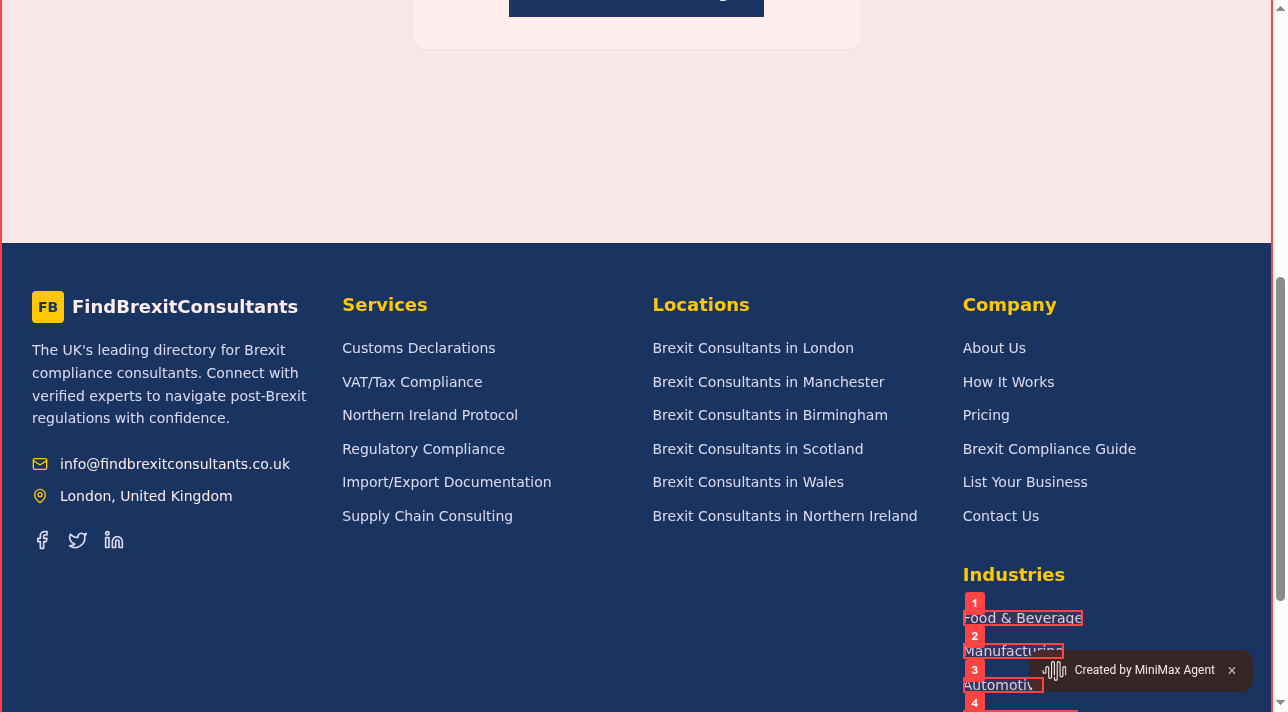 FB FindBrexitConsultants
The UK's leading directory for Brexit
compliance consultants. Connect with
verified experts to navigate post-Brexit
regulations with confidence.
info@findbrexitconsultants.co.uk
London, United Kingdom
Services
Customs Declarations
VAT/Tax Compliance
Northern Ireland Protocol
Regulatory Compliance
Import/Export Documentation
Supply Chain Consulting
Locations
Brexit Consultants in London
Brexit Consultants in Manchester
Brexit Consultants in Birmingham
Brexit Consultants in Scotland
Brexit Consultants in Wales
Brexit Consultants in Northern Ireland
Company
About Us
How It Works
Pricing
Brexit Compliance Guide
List Your Business
Contact Us
Industries
1
Food & Beverage
2
Manufacturing
3
Automotiv
4
Created by MiniMax Agent ×